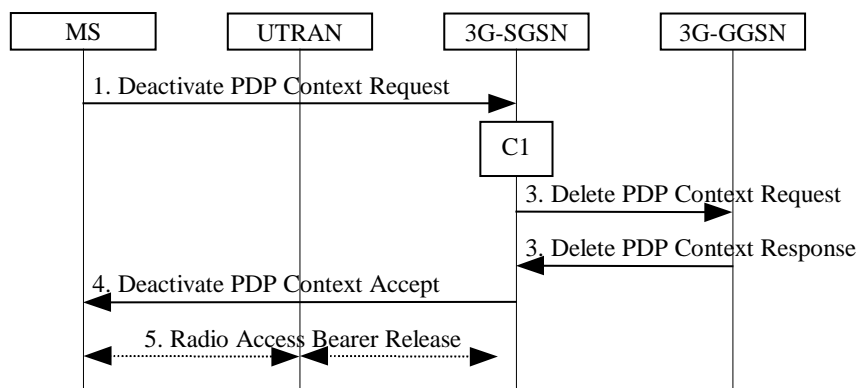 MS
UTRAN
3G-SGSN
3G-GGSN
1. Deactivate PDP Context Request
C1
3. Delete PDP Context Request
3. Delete PDP Context Response
4. Deactivate PDP Context Accept
5. Radio Access Bearer Release